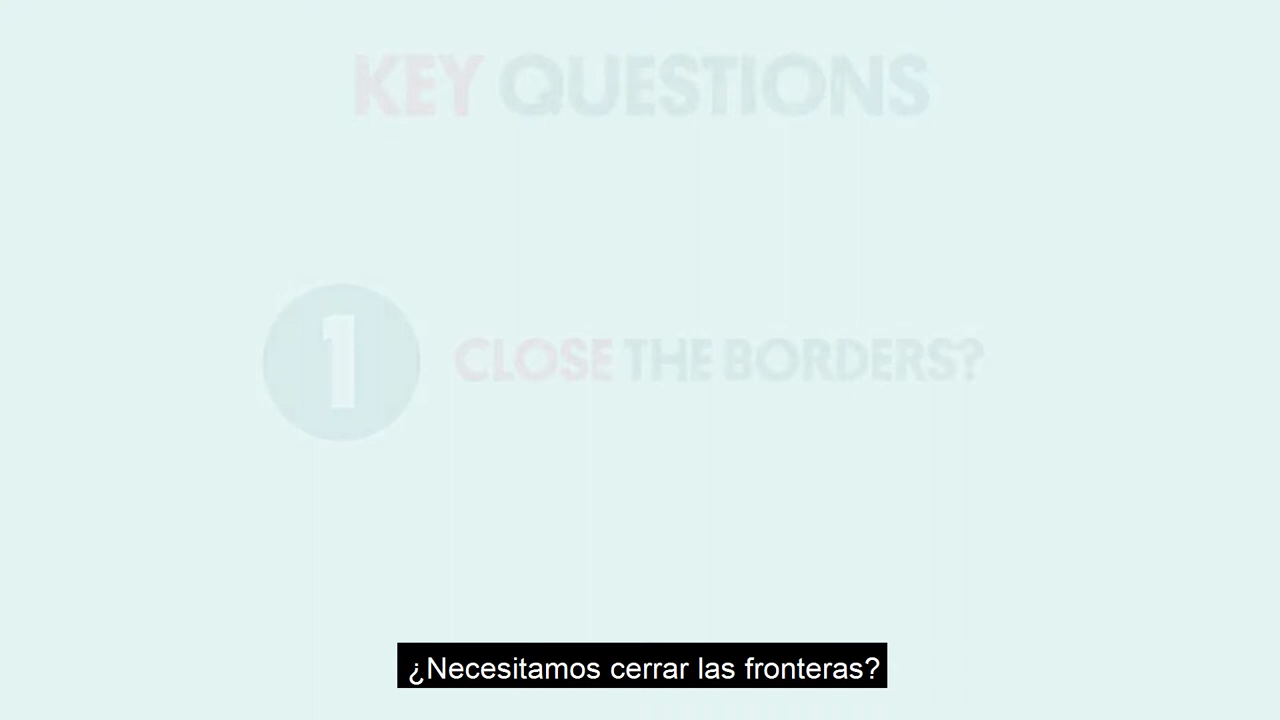 KEY QUESTIONS
1
CLOSE THE BORDERS?
¿Necesitamos cerrar las fronteras?